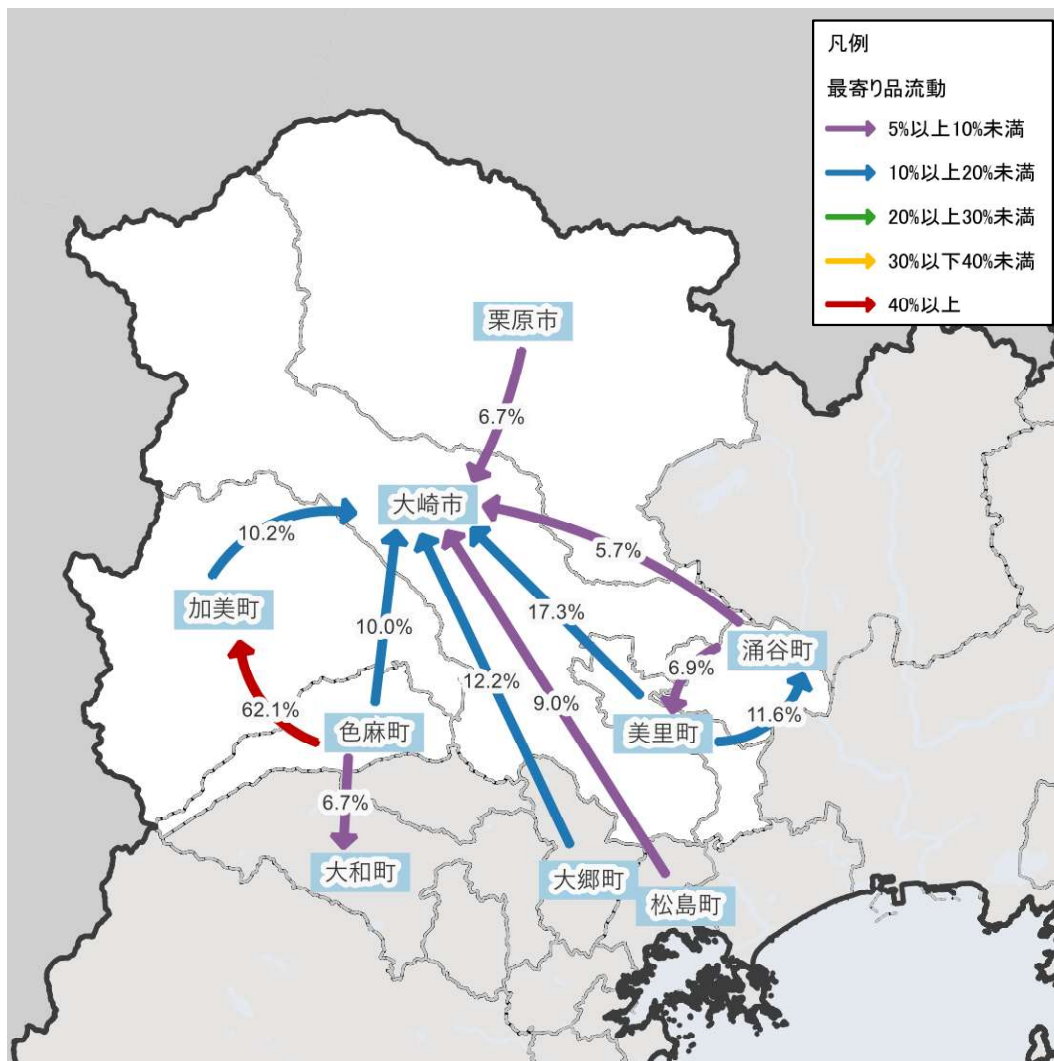 凡例
最寄り品流動
5%以上10%未満
10%以上20%未満
20%以上30%未満
30%以下40%未満
40%以上
栗原市
6.7%
大崎市
10.2%
5.7%
加美町
10.0%
17.3%
涌谷町
6.9%
12.2%
9.0%
62.1%
色麻町
美里町
11.6%
6.7%
大和町
大郷町
松島町